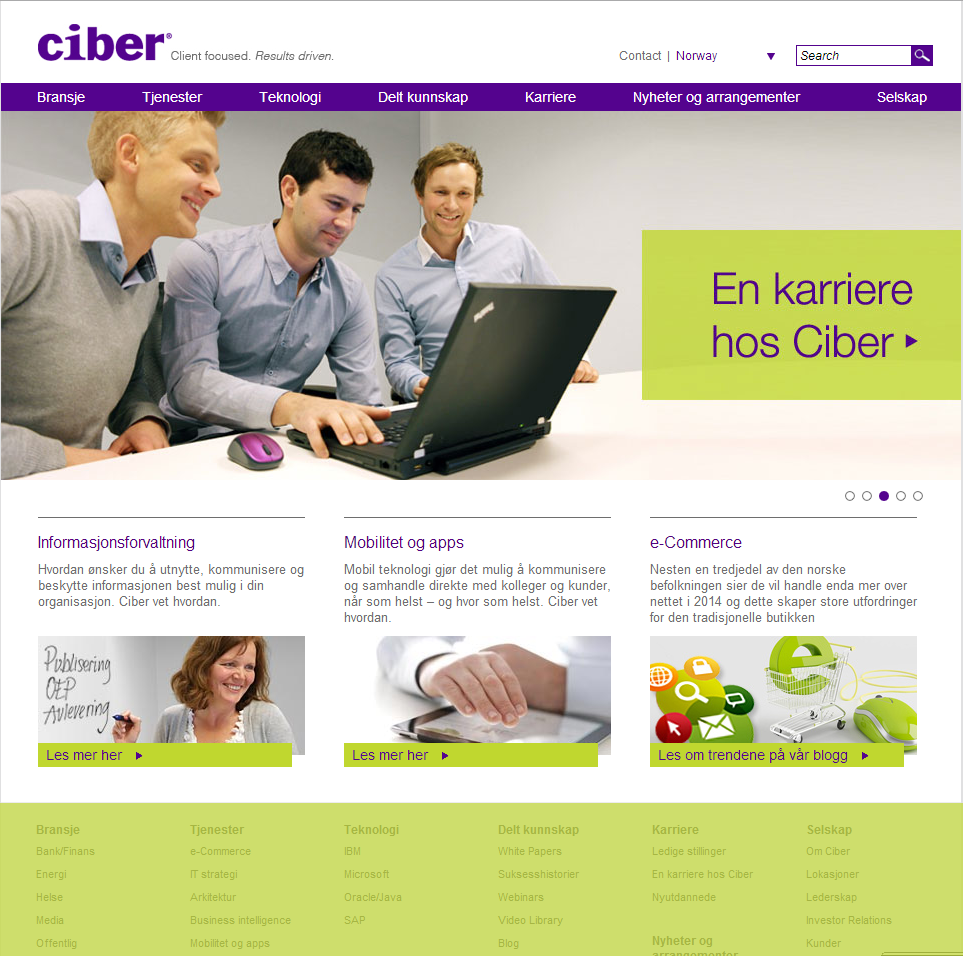 ciber®
Client focused. Results driven.
Contact | Norway
Search
Bransje Tjenester Teknologi Delt kunnskap Karriere Nyheter og arrangementer Selskap
En karriere
hos Ciber
Informasjonsforvaltning
Hvordan ønsker du å utnytte, kommunisere og
beskytte informasjonen best mulig i din
organisasjon. Ciber vet hvordan.
Publisering
OtP
Avlevering
Les mer her
Mobilitet og apps
Mobil teknologi gjør det mulig å kommunisere
og samhandle direkte med kolleger og kunder,
når som helst – og hvor som helst. Ciber vet
hvordan.
Les mer her
e-Commerce
Nesten en tredjedel av den norske
befolkningen sier de vil handle enda mer over
nettet i 2014 og dette skaper store utfordringer
for den tradisjonelle butikken
Les om trendene på vår blogg
Bransje
Bank/Finans
Energi
Helse
Media
Offentlig
Tjenester
e-Commerce
IT strategi
Arkitektur
Business intelligence
Mobilitet og apps
Teknologi
IBM
Microsoft
Oracle/Java
SAP
Delt kunnskap
White Papers
Suksesshistorier
Webinars
Video Library
Blog
Karriere
Ledige stillinger
En karriere hos Ciber
Nyutdannede
Nyheter og
arrangementer
Selskap
Om Ciber
Lokasjoner
Lederskap
Investor Relations
Kunder